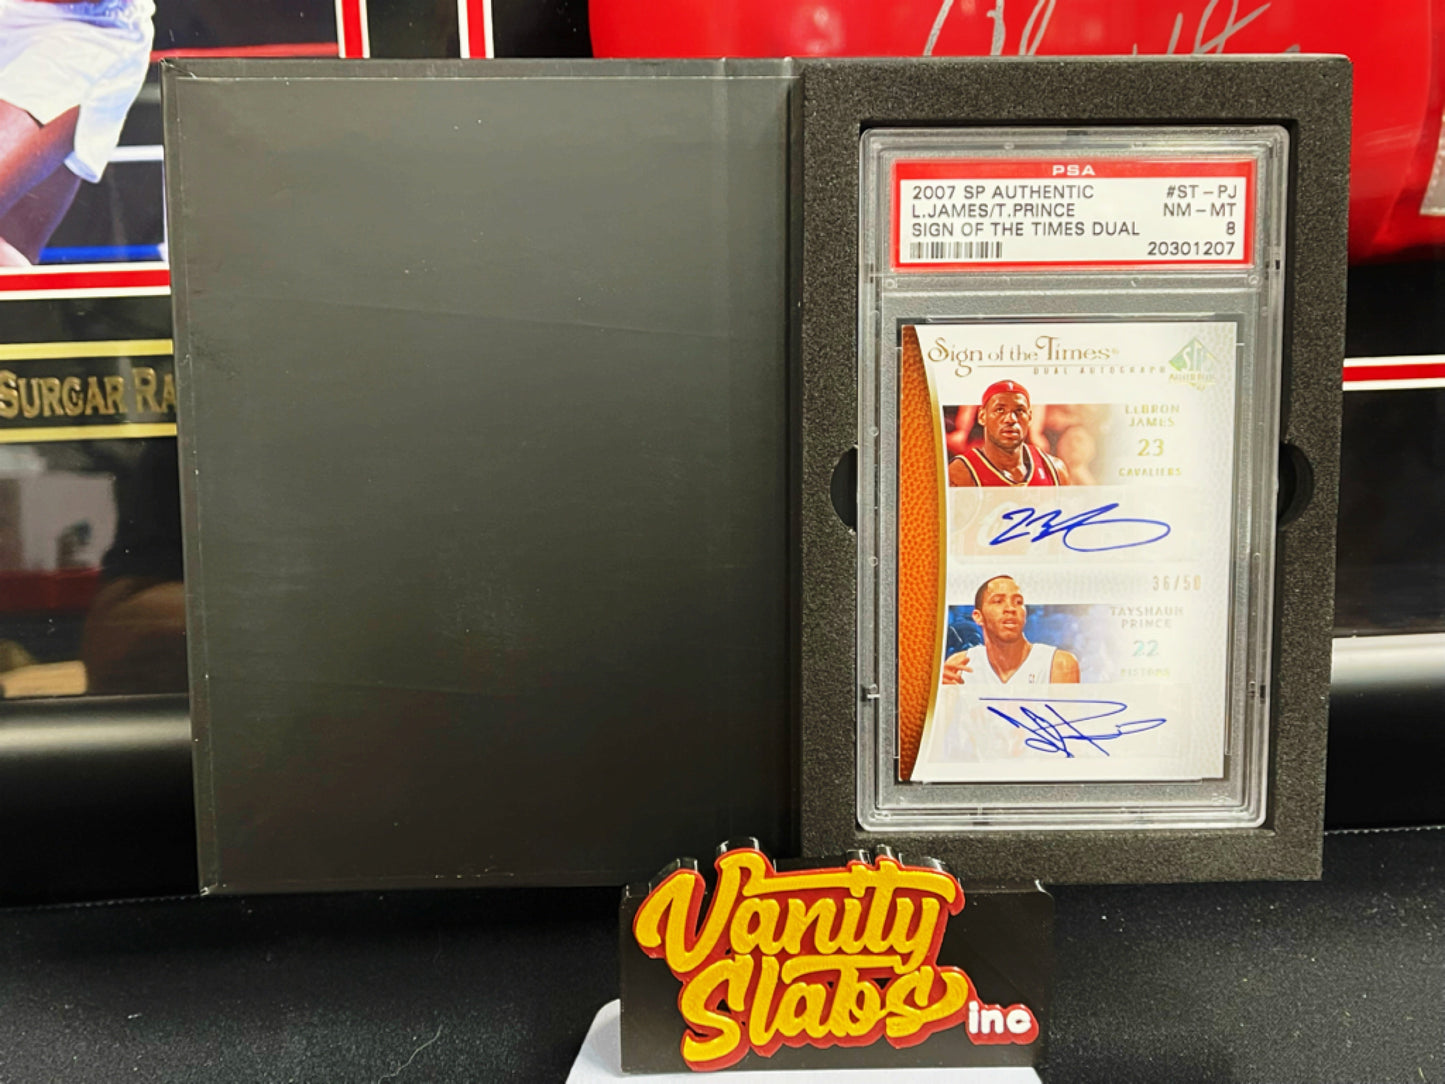 PSA
2007 SP AUTHENTIC #ST-PJ
L.JAMES/T.PRINCE NM-MT
SIGN OF THE TIMES DUAL 8
20301207
Sign of the Times
DUAL AUTOGRAPH
LEBRON
JAMES
23
CAVALIERS
36/50
TAYSHAUN
PRINCE
22
PISTONS
SURGAR RA
Vanity
Slabs
inc